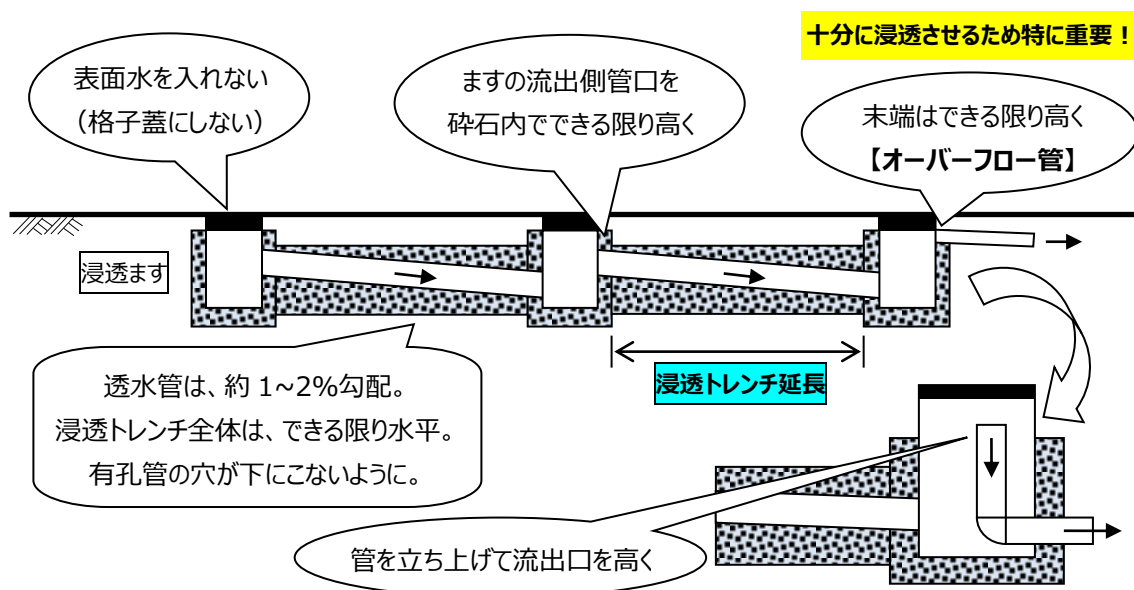 十分に浸透させるため特に重要！
表面水を入れない
（格子蓋にしない）
ますの流出側管口を
砕石内でできる限り高く
末端はできる限り高く
【オーバーフロー管】
浸透ます
透水管は、約 1~2%勾配。
浸透トレンチ全体は、できる限り水平。
有孔管の穴が下にこないように。
浸透トレンチ延長
管を立ち上げて流出口を高く